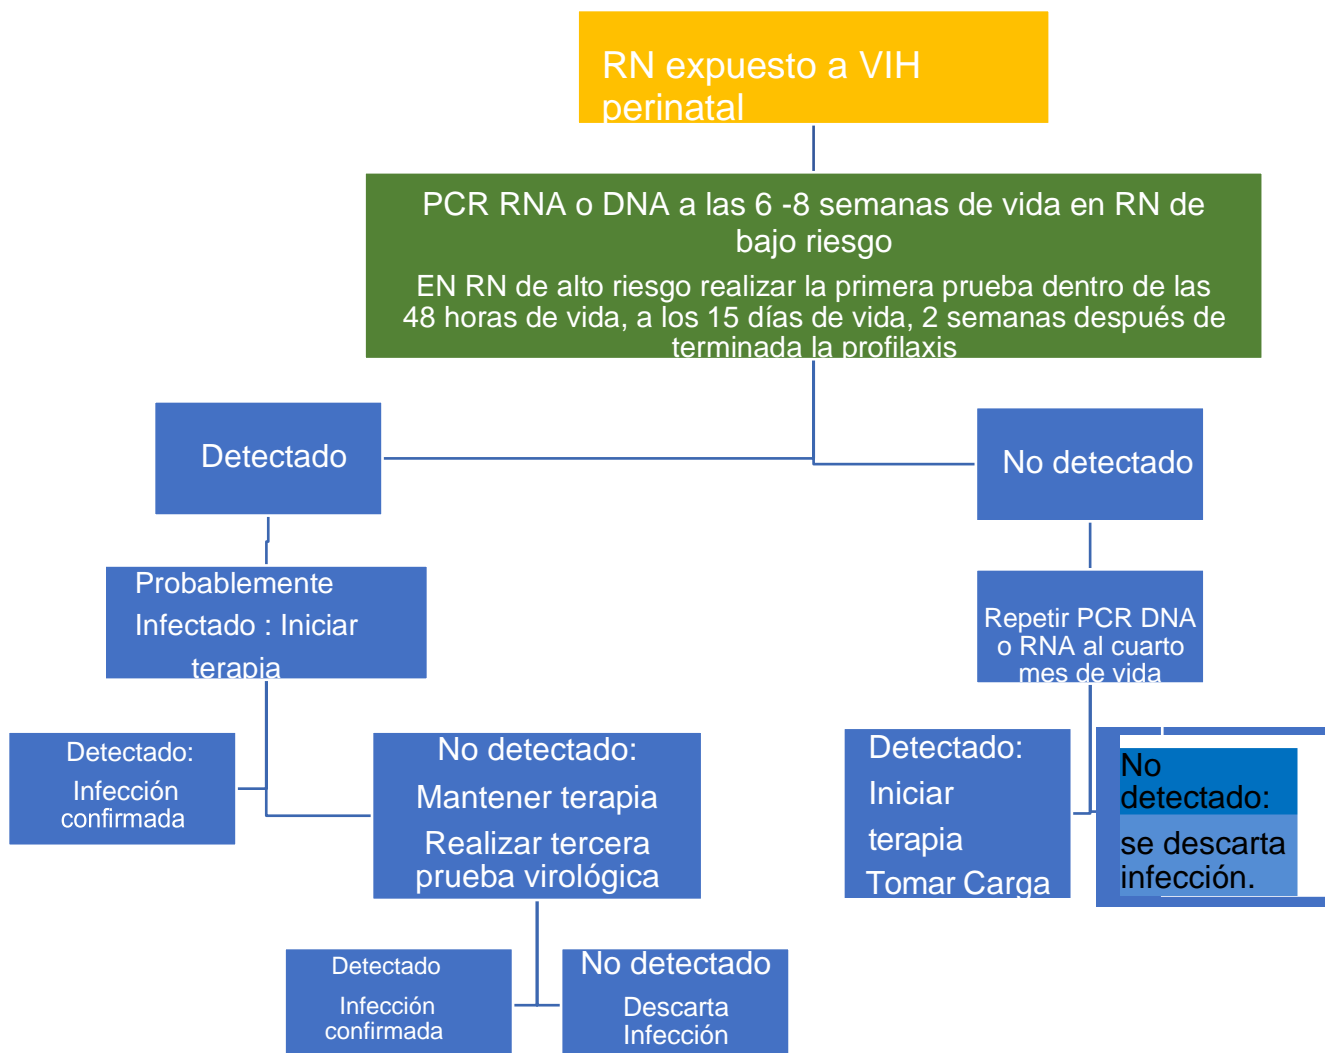 RN expuesto a VIH
perinatal
PCR RNA o DNA a las 6 -8 semanas de vida en RN de
bajo riesgo
EN RN de alto riesgo realizar la primera prueba dentro de las
48 horas de vida, a los 15 días de vida, 2 semanas después de
terminada la profilaxis
Detectado
No detectado
Probablemente
Infectado : Iniciar
terapia
Repetir PCR DNA
o RNA al cuarto
mes de vida
Detectado:
Infección
confirmada
No detectado:
Mantener terapia
Realizar tercera
prueba virológica
Detectado:
Iniciar
terapia
Tomar Carga
No
detectado:
se descarta
infección.
Detectado
Infección
confirmada
No detectado
Descarta
Infección